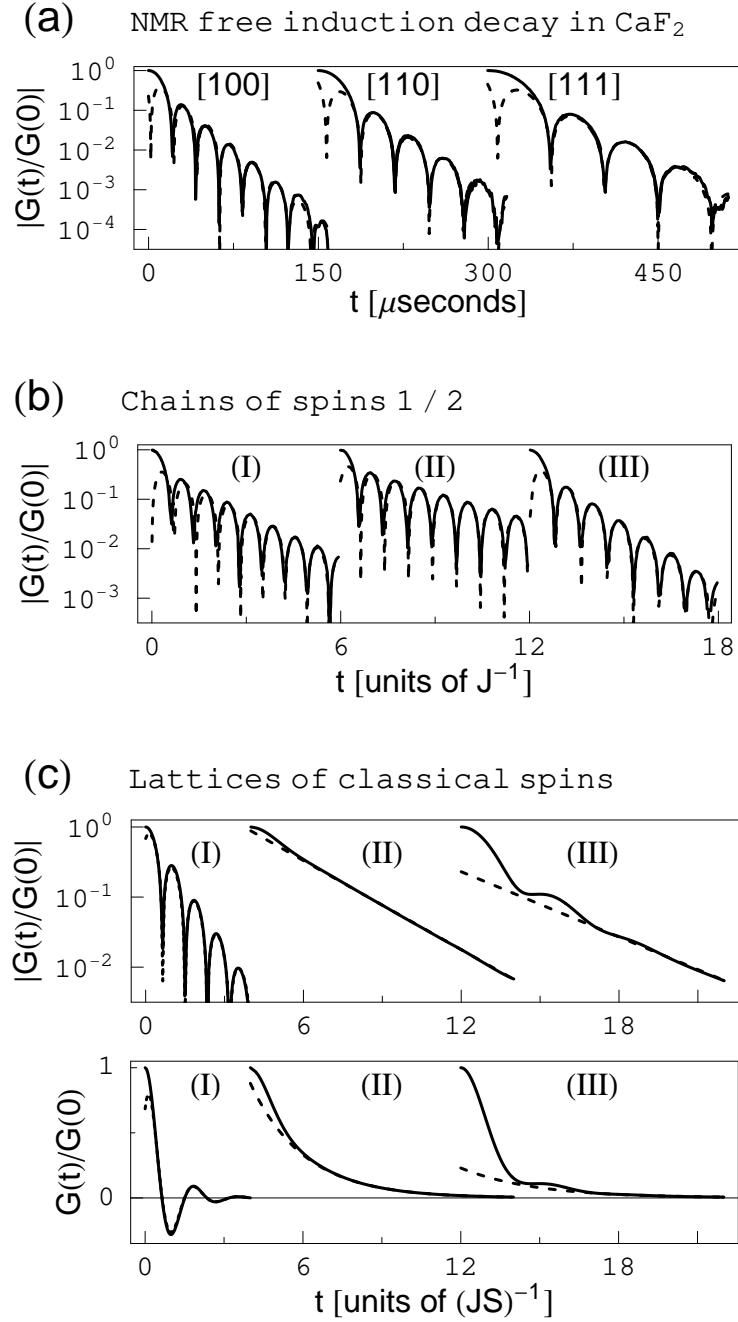 (a) NMR free induction decay in CaF₂
[100] [110] [111]
10⁰
10⁻¹
10⁻²
10⁻³
10⁻⁴
|G(t)/G(0)|
0 150 300 450
t [μseconds]
(b) Chains of spins 1 / 2
(I) (II) (III)
10⁰
10⁻¹
10⁻²
10⁻³
|G(t)/G(0)|
0 6 12 18
t [units of J⁻¹]
(c) Lattices of classical spins
(I) (II) (III)
10⁰
10⁻¹
10⁻²
|G(t)/G(0)|
0 6 12 18
(I) (II) (III)
1
0
G(t)/G(0)
0 6 12 18
t [units of (JS)⁻¹]